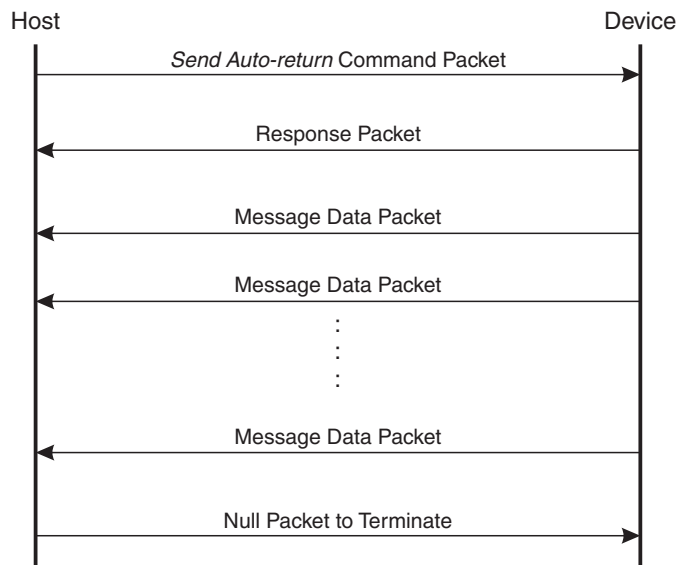 Host Device
Send Auto-return Command Packet
Response Packet
Message Data Packet
Message Data Packet
Message Data Packet
Null Packet to Terminate